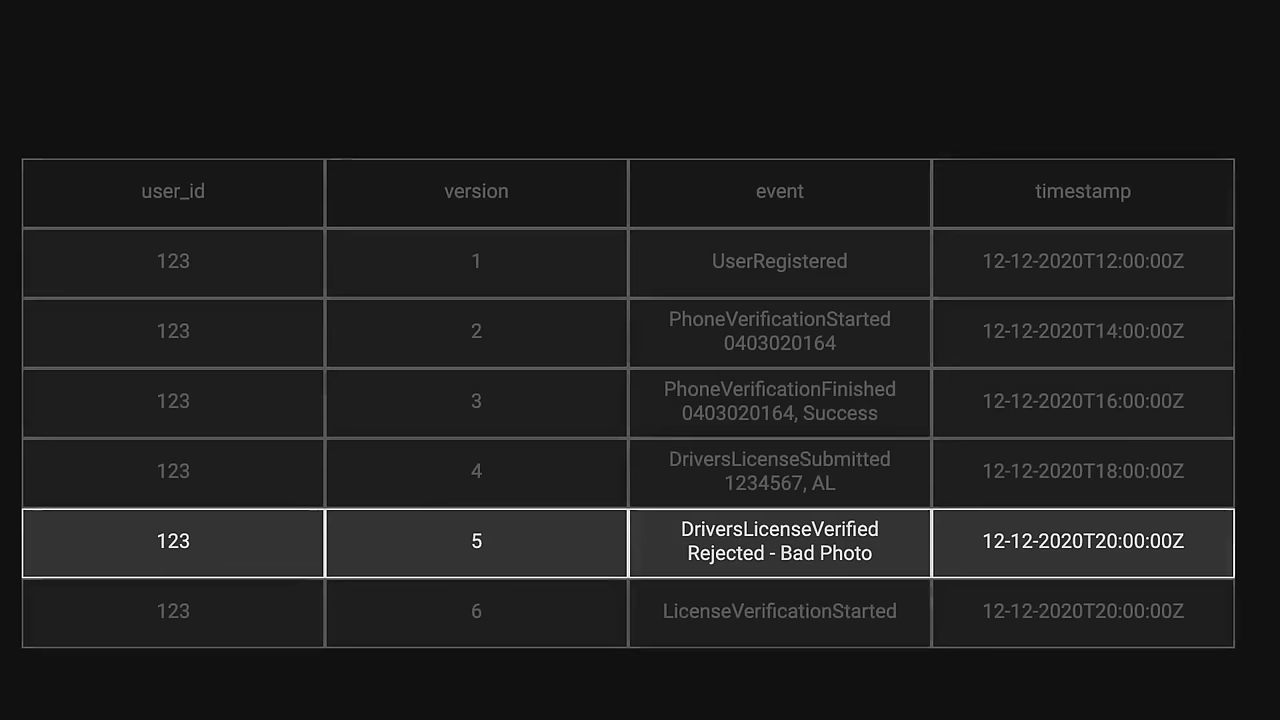 user_id version event timestamp
123 1 UserRegistered 12-12-2020T12:00:00Z
PhoneVerificationStarted
123 2 12-12-2020T14:00:00Z
0403020164
PhoneVerificationFinished
123 3 12-12-2020T16:00:00Z
0403020164, Success
DriversLicenseSubmitted
123 4 12-12-2020T18:00:00Z
1234567, AL
DriversLicenseVerified
123 5 12-12-2020T20:00:00Z
Rejected - Bad Photo
123 6 LicenseVerificationStarted 12-12-2020T20:00:00Z